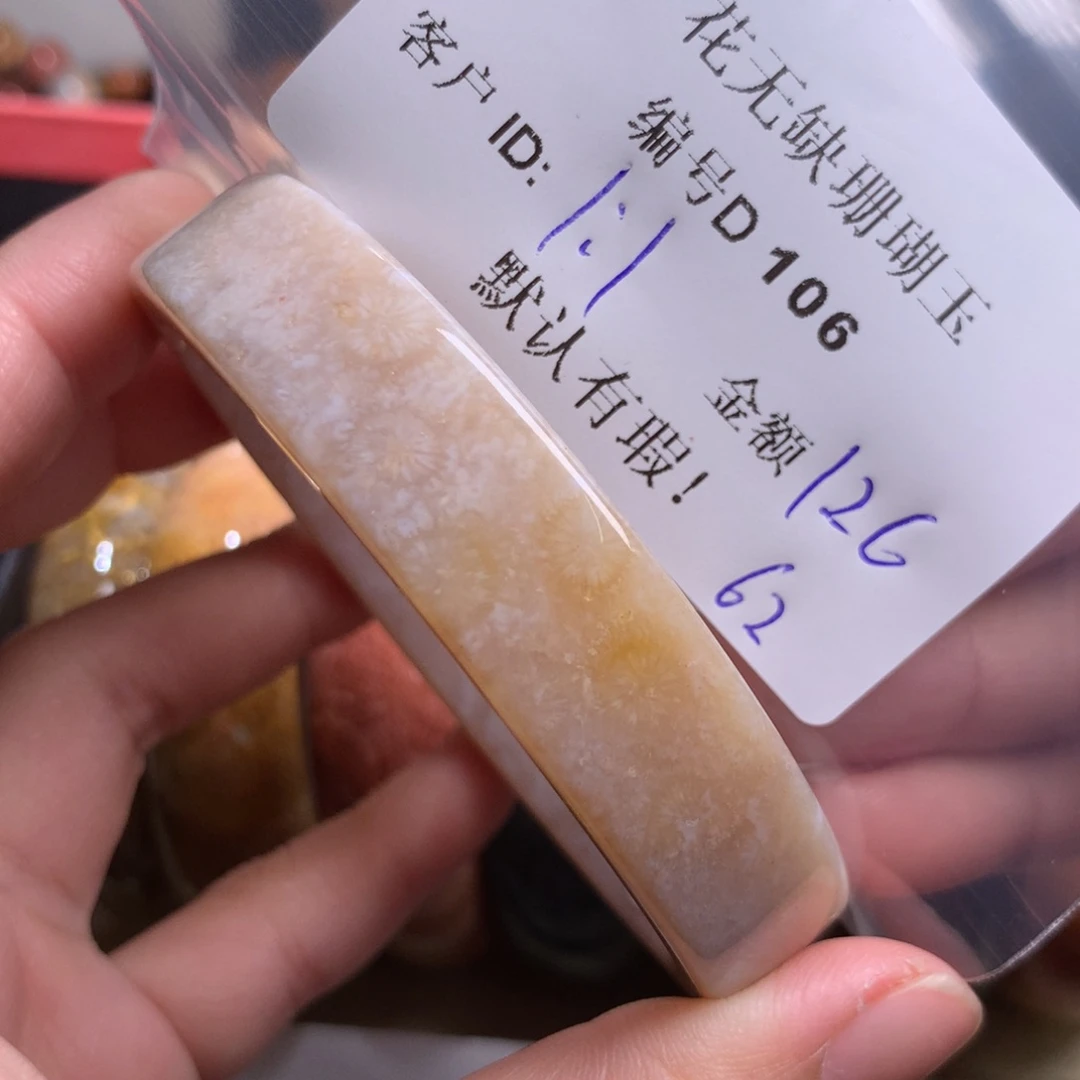 花无缺珊瑚玉
编号D 106
客户 ID: 1:1
金额 126
默认有瑕！
62